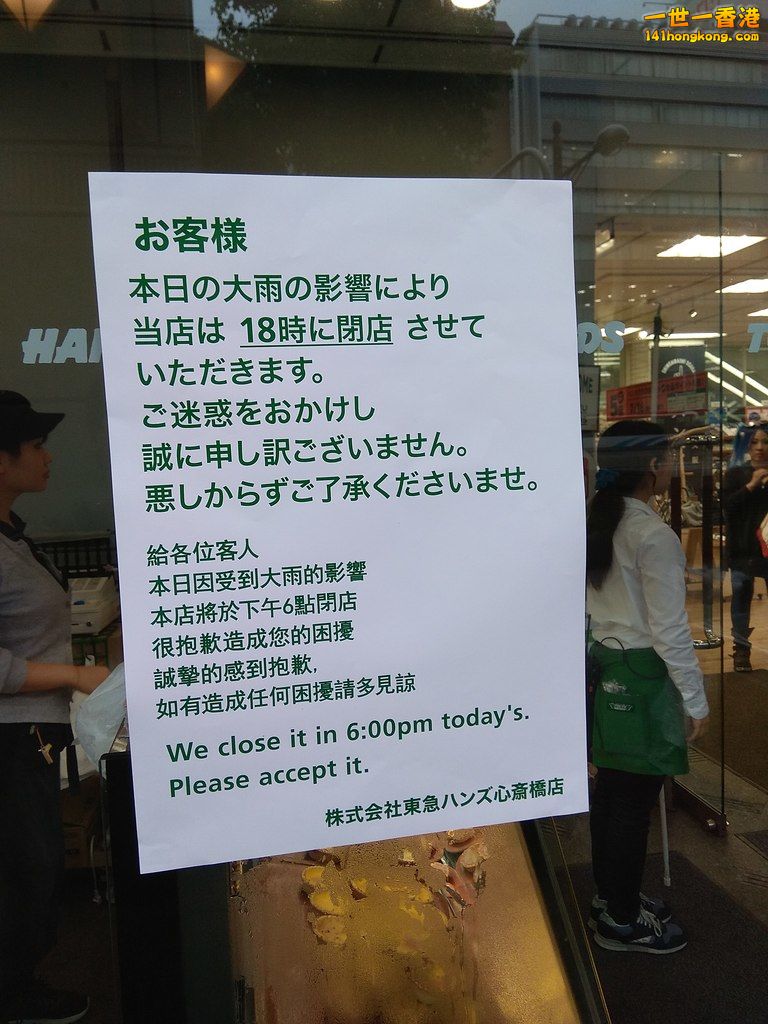 一世一香港
141hongkong.com
お客様
本日の大雨の影響により
当店は 18時に閉店 させて
いただきます。
ご迷惑をおかけし
誠に申し訳ございません。
悪しからずご了承くださいませ。
給各位客人
本日因受到大雨的影響
本店將於下午6點閉店
很抱歉造成您的困擾
誠摯的感到抱歉,
如有造成任何困擾請多見諒
We close it in 6:00pm today's.
Please accept it.
株式会社東急ハンズ心斎橋店
HA
DS
T